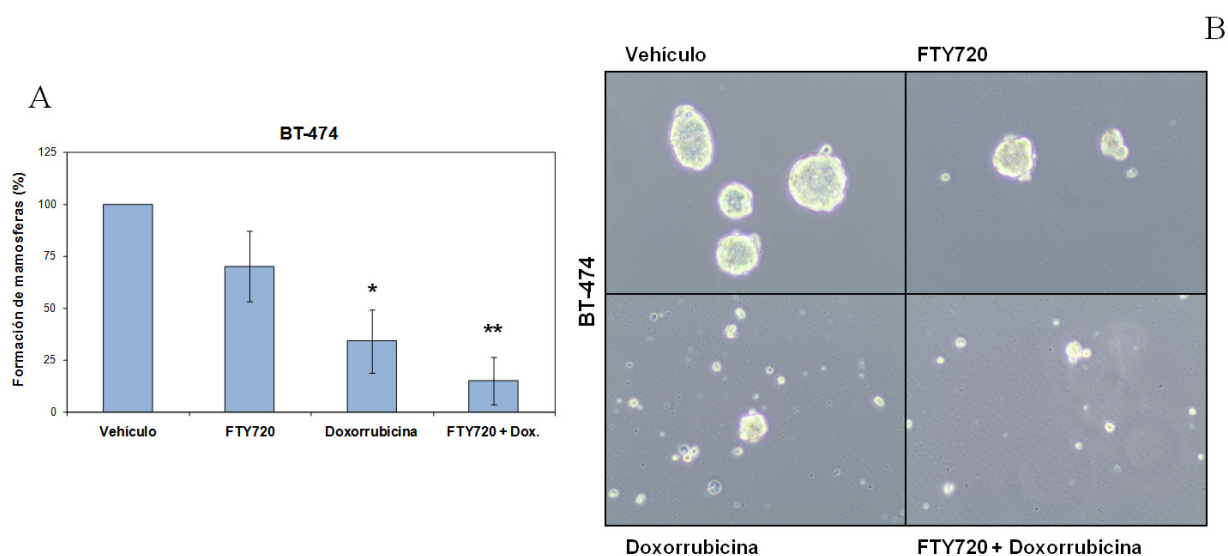 A
BT-474
Formación de mamosferas (%)
125
100
75
50
25
0
*
**
Vehículo
FTY720
Doxorrubicina
FTY720 + Dox.
B
Vehículo
FTY720
BT-474
Doxorrubicina
FTY720 + Doxorrubicina